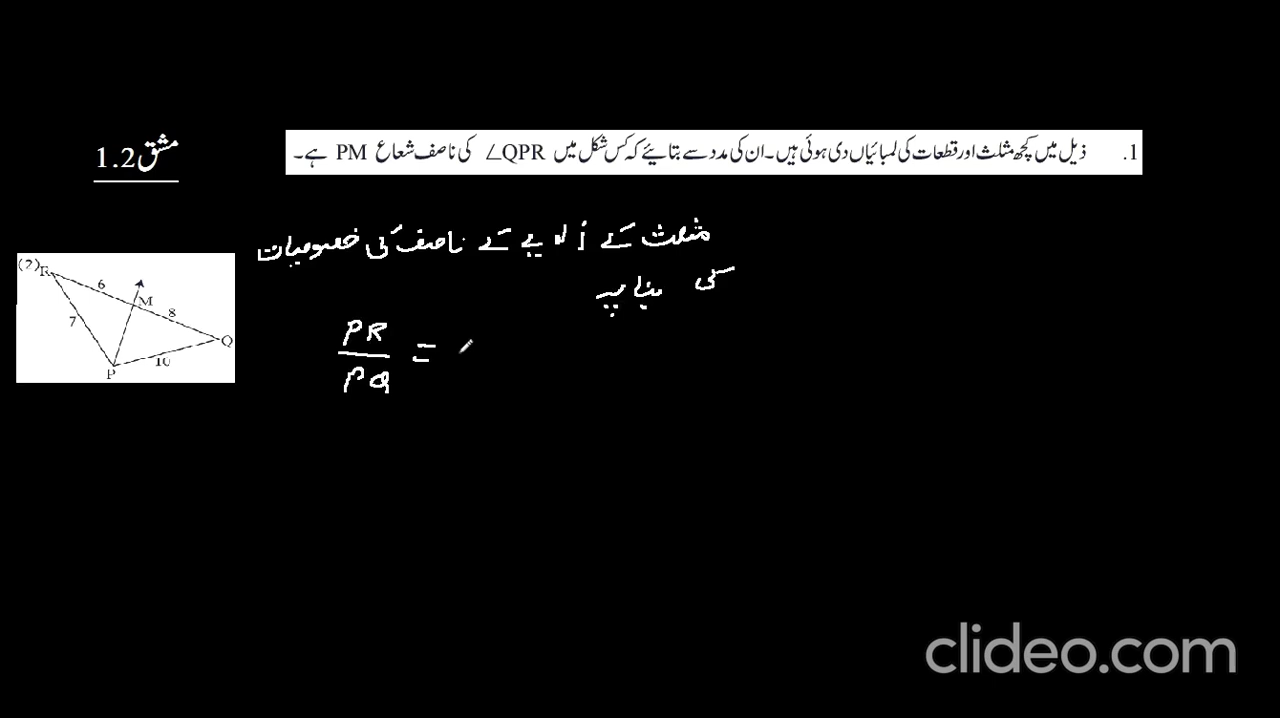 مشق 1.2
1. ذیل میں کچھ مثلث اور قطعات کی لمبائیاں دی ہوئی ہیں۔ ان کی مدد سے بتائیے کہ کس شکل میں ∠QPR کی ناصف شعاع PM ہے۔
مثلث کے زاویے کے ناصف کی خصوصیات
کی بنا پر
(2)
R
6
M
8
7
Q
10
P
PR
PQ
=
clideo.com